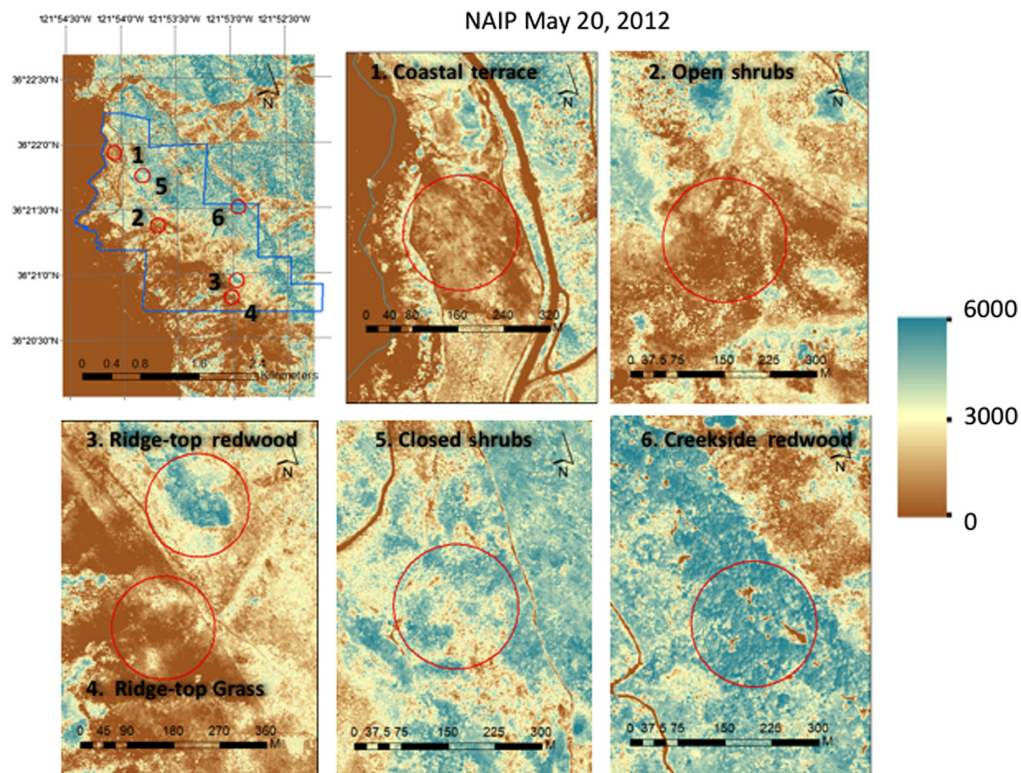 NAIP May 20, 2012
121°54'30"W 121°54'0"W 121°53'30"W 121°53'0"W 121°52'30"W
36°22'30"N
36°22'0"N
36°21'30"N
36°21'0"N
36°20'30"N
N
1
5
2
6
3
4
0 0.4 0.8 1.6 2.4
Kilometers
1. Coastal terrace
N
0 40 80 160 240 320
M
2. Open shrubs
N
0 37.5 75 150 225 300
M
6000
3000
0
3. Ridge-top redwood
N
4. Ridge-top Grass
0 45 90 180 270 360
M
5. Closed shrubs
N
0 37.5 75 150 225 300
M
6. Creekside redwood
N
0 37.5 75 150 225 300
M